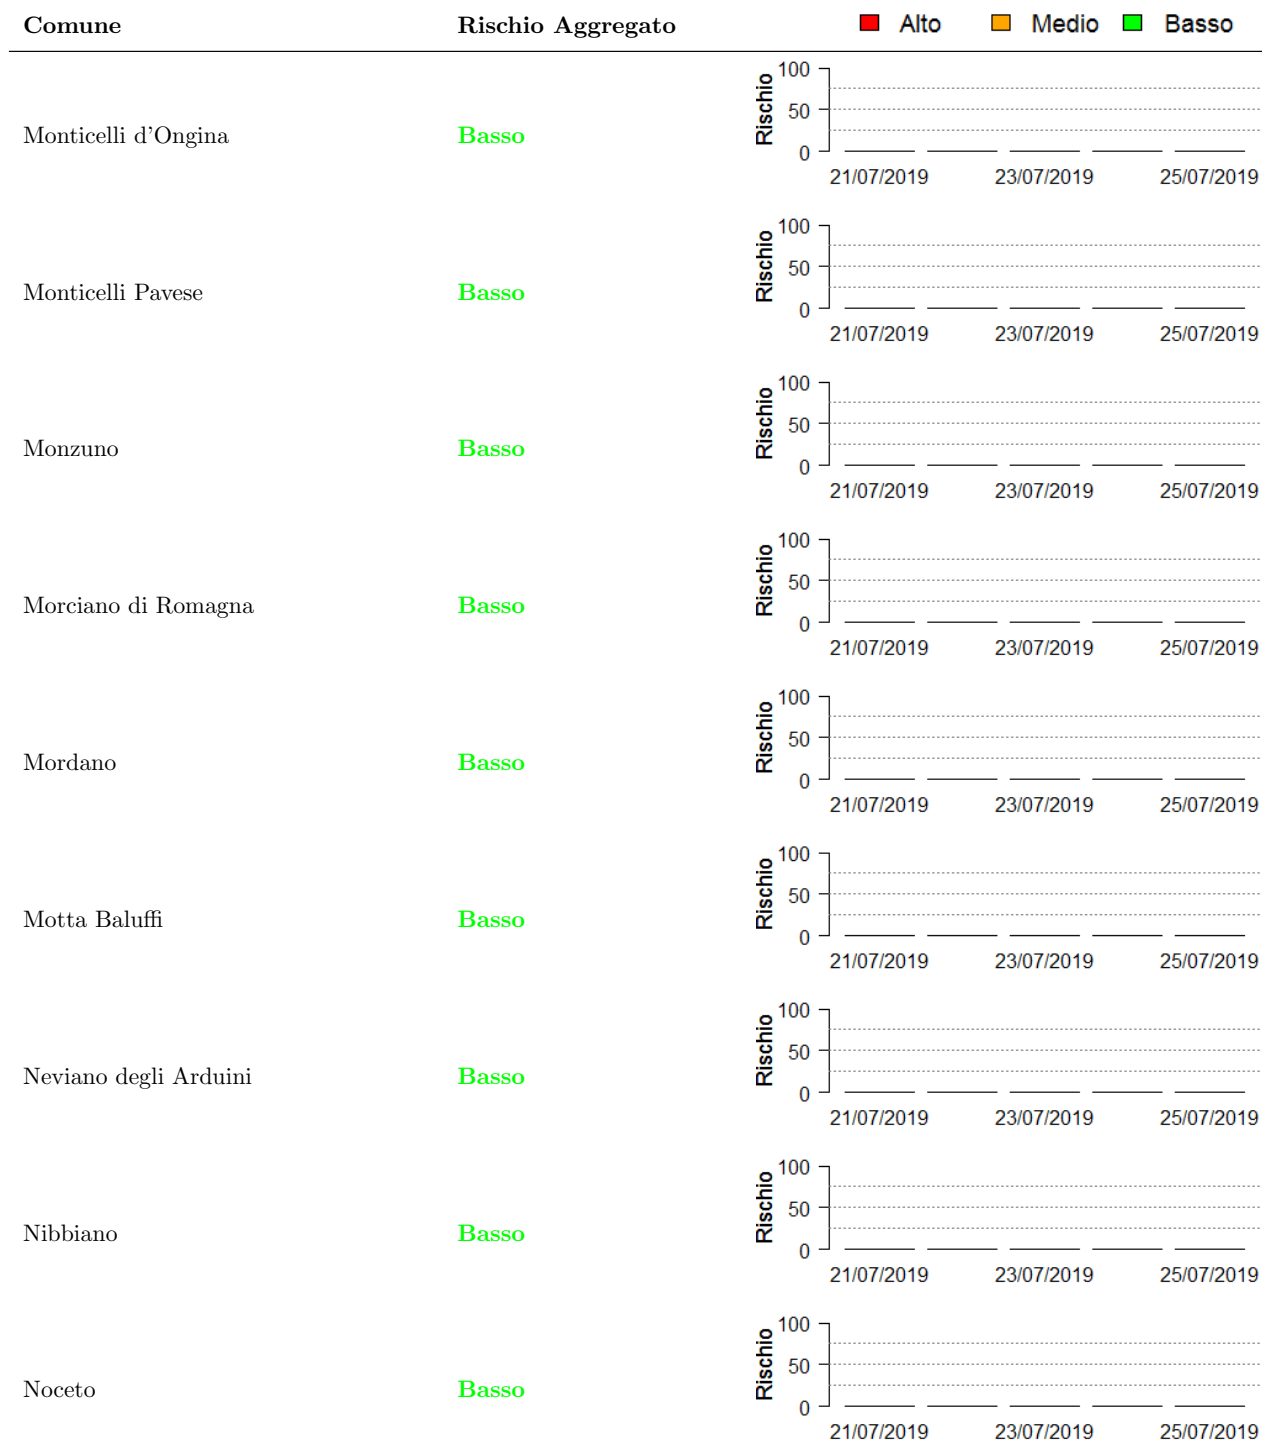 Comune Rischio Aggregato Alto Medio Basso
Monticelli d'Ongina Basso Rischio 100 50 0
21/07/2019 23/07/2019 25/07/2019
Monticelli Pavese Basso Rischio 100 50 0
21/07/2019 23/07/2019 25/07/2019
Monzuno Basso Rischio 100 50 0
21/07/2019 23/07/2019 25/07/2019
Morciano di Romagna Basso Rischio 100 50 0
21/07/2019 23/07/2019 25/07/2019
Mordano Basso Rischio 100 50 0
21/07/2019 23/07/2019 25/07/2019
Motta Baluffi Basso Rischio 100 50 0
21/07/2019 23/07/2019 25/07/2019
Neviano degli Arduini Basso Rischio 100 50 0
21/07/2019 23/07/2019 25/07/2019
Nibbiano Basso Rischio 100 50 0
21/07/2019 23/07/2019 25/07/2019
Noceto Basso Rischio 100 50 0
21/07/2019 23/07/2019 25/07/2019